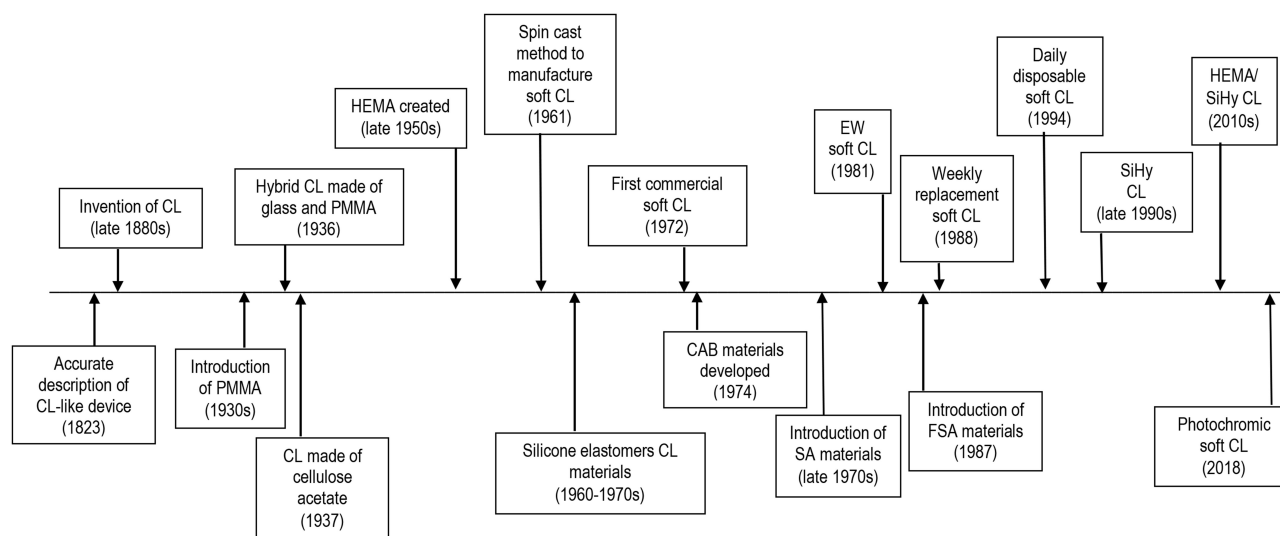 Spin cast
method to
manufacture
soft CL
(1961)
Daily
disposable
soft CL
(1994)
HEMA/
SiHy CL
(2010s)
HEMA created
(late 1950s)
EW
soft CL
(1981)
Weekly
replacement
soft CL
(1988)
SiHy
CL
(late 1990s)
Hybrid CL made of
glass and PMMA
(1936)
First commercial
soft CL
(1972)
Invention of CL
(late 1880s)
Accurate
description of
CL-like device
(1823)
Introduction
of PMMA
(1930s)
CL made of
cellulose
acetate
(1937)
Silicone elastomers CL
materials
(1960-1970s)
CAB materials
developed
(1974)
Introduction of
SA materials
(late 1970s)
Introduction of
FSA materials
(1987)
Photochromic
soft CL
(2018)